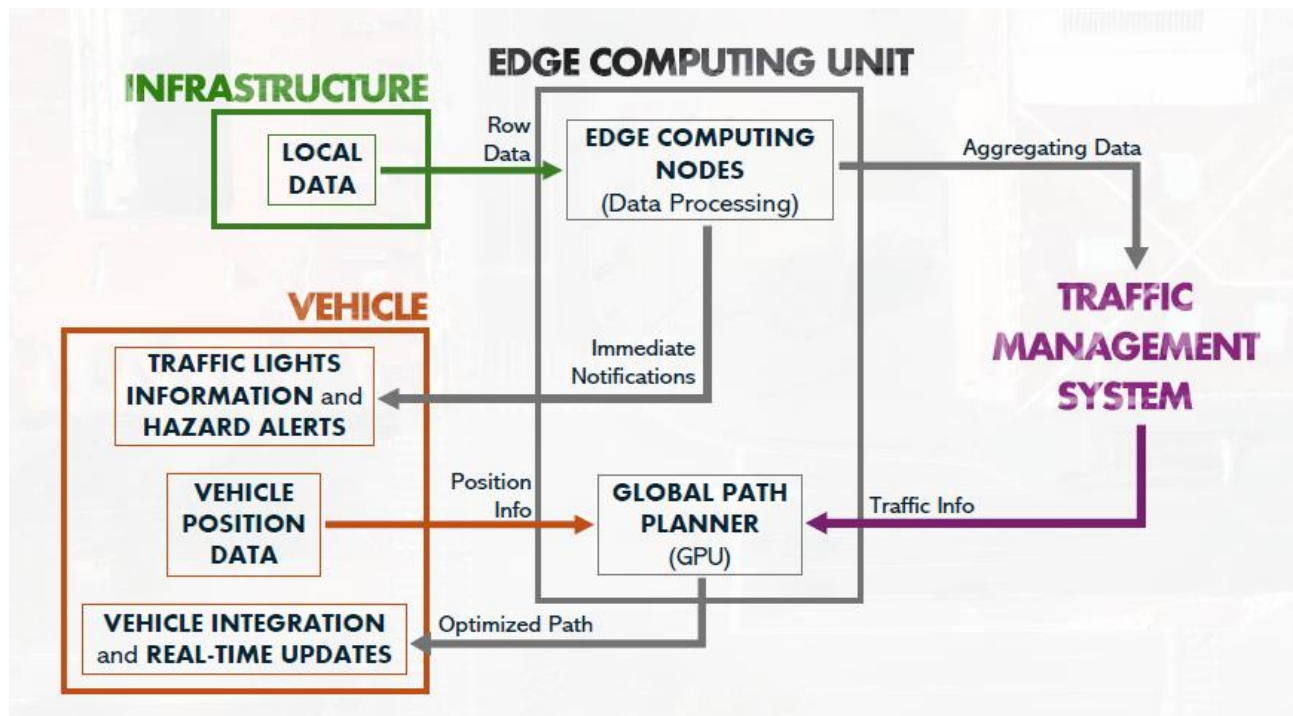 INFRASTRUCTURE
LOCAL
DATA
Row
Data
EDGE COMPUTING UNIT
EDGE COMPUTING
NODES
(Data Processing)
Aggregating Data
TRAFFIC
MANAGEMENT
SYSTEM
VEHICLE
TRAFFIC LIGHTS
INFORMATION and
HAZARD ALERTS
Immediate
Notifications
VEHICLE
POSITION
DATA
Position
Info
GLOBAL PATH
PLANNER
(GPU)
Traffic Info
VEHICLE INTEGRATION
and REAL-TIME UPDATES
Optimized Path